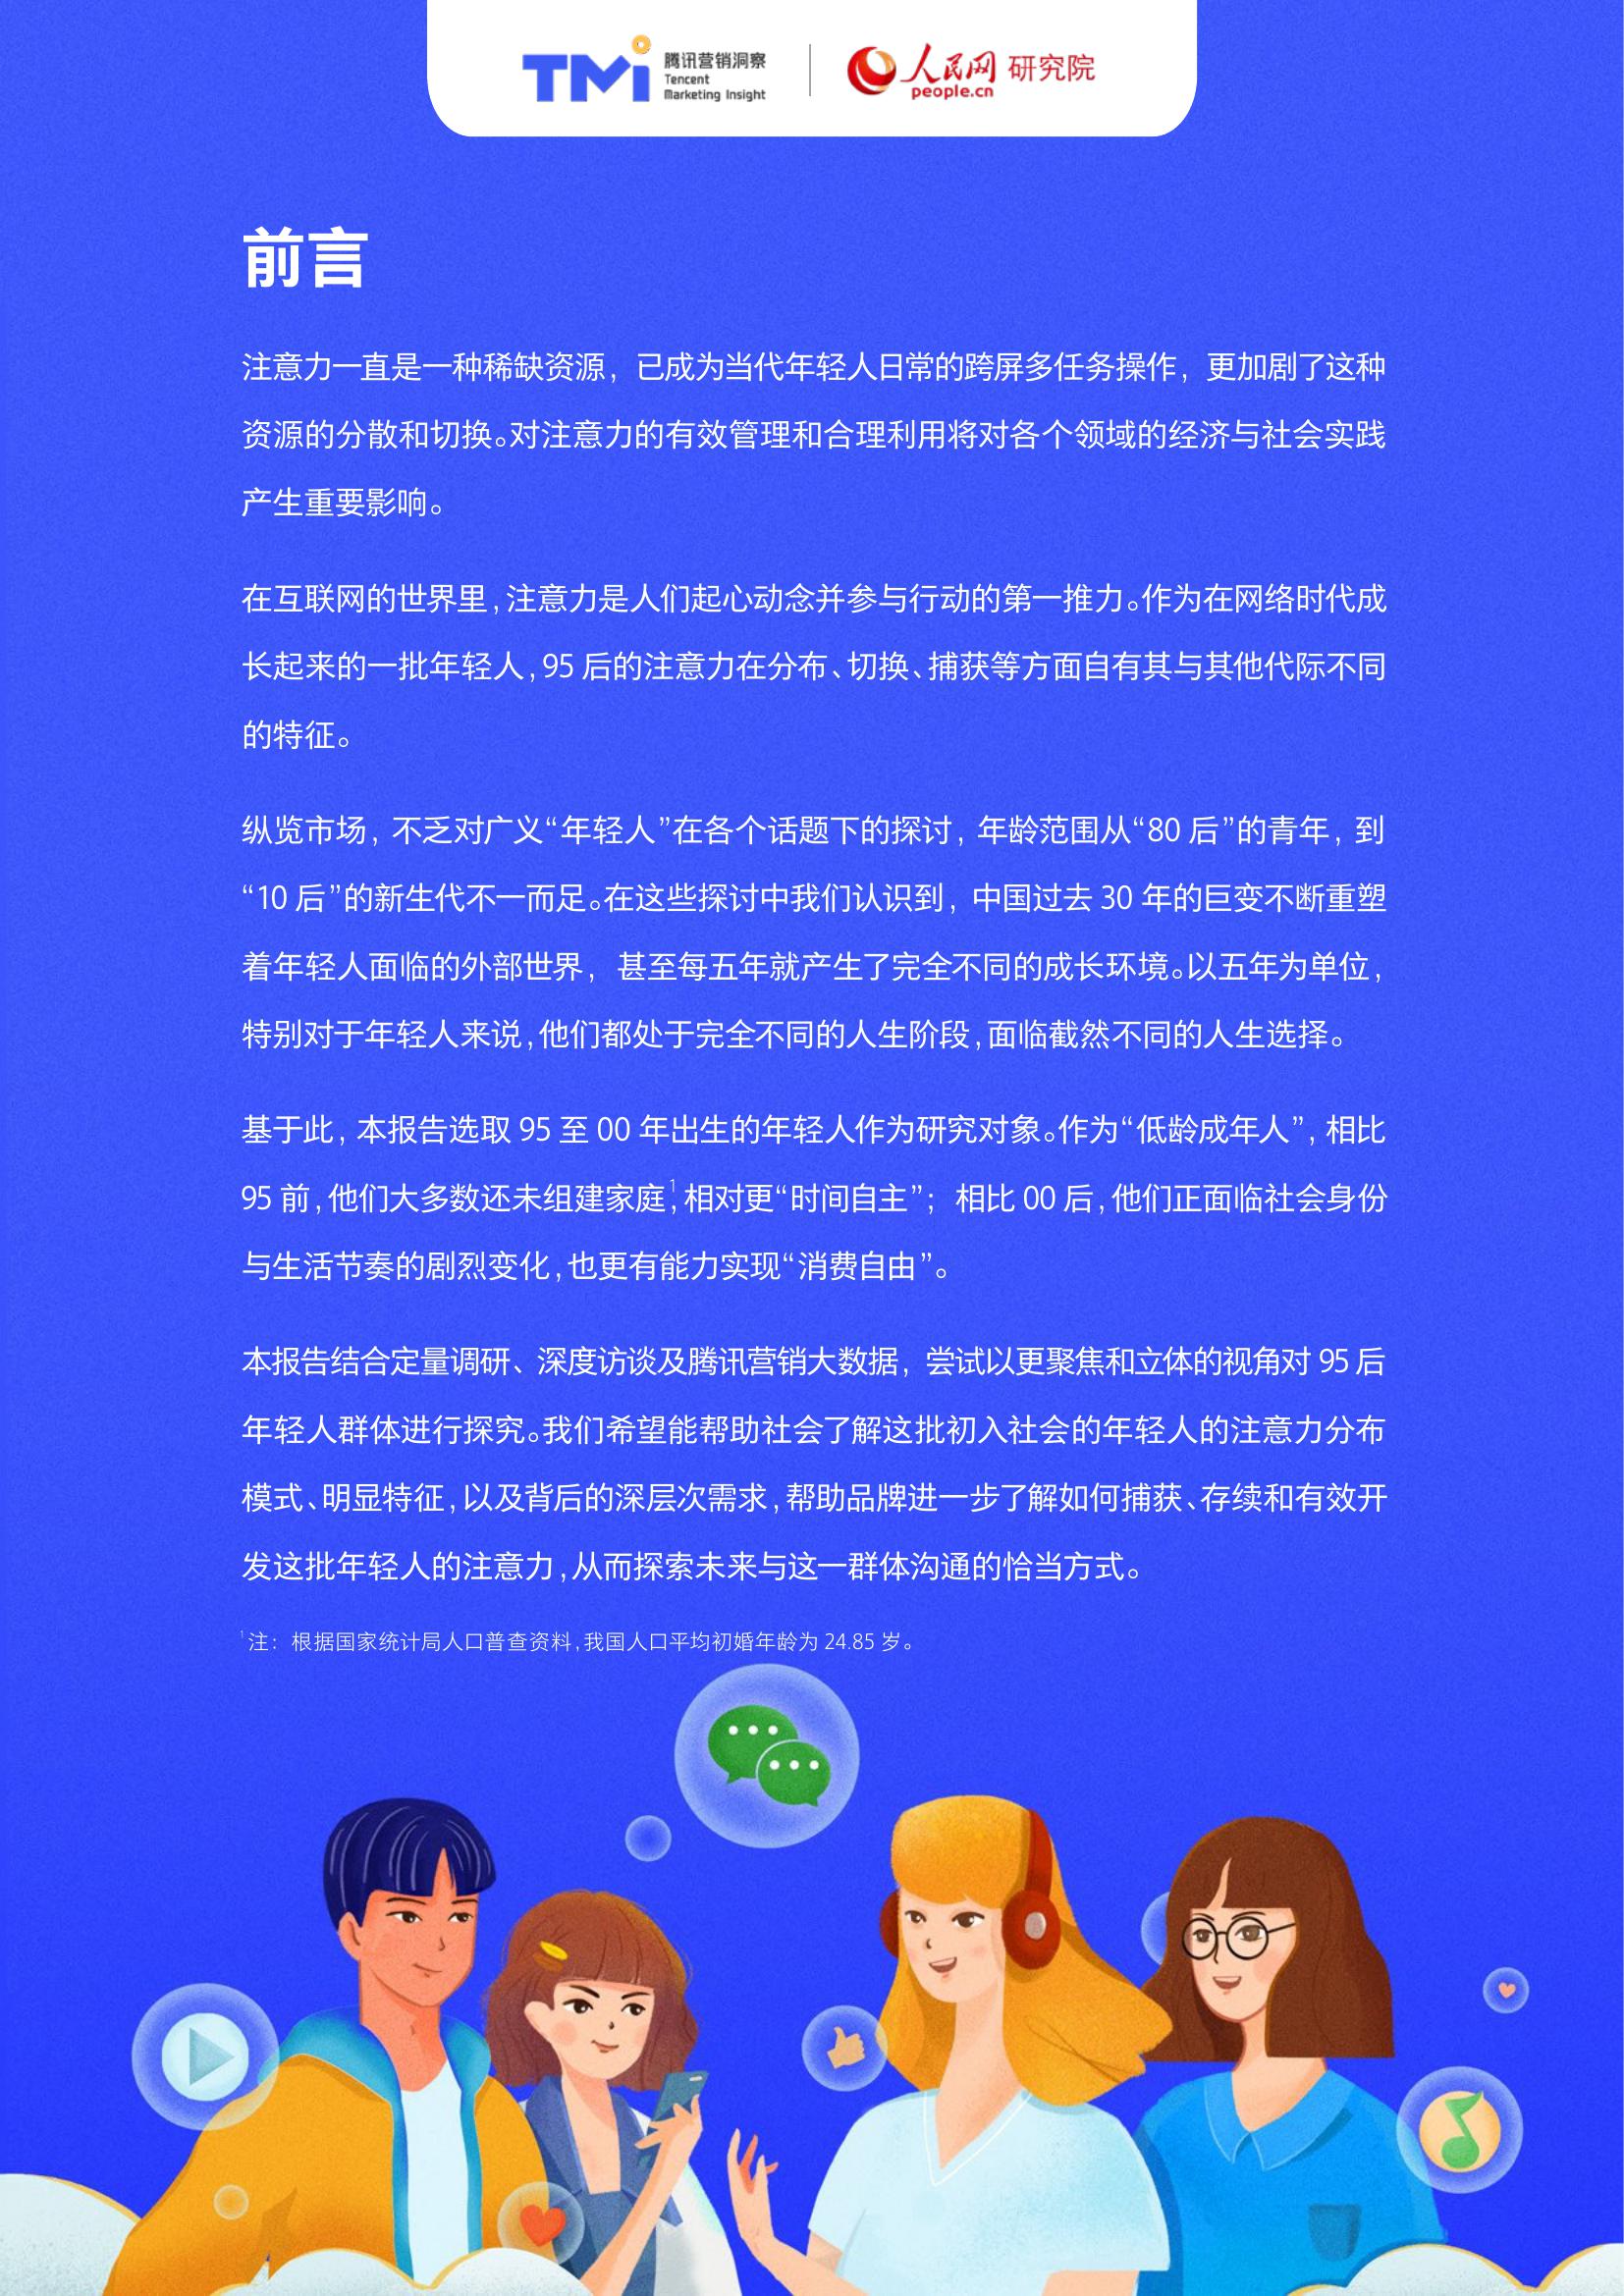 TMi 腾讯营销洞察
Tencent
Marketing Insight
人民网 研究院
people.cn
前言
注意力一直是一种稀缺资源，已成为当代年轻人日常的跨屏多任务操作，更加剧了这种
资源的分散和切换。对注意力的有效管理和合理利用将对各个领域的经济与社会实践
产生重要影响。
在互联网的世界里，注意力是人们起心动念并参与行动的第一推力。作为在网络时代成
长起来的一批年轻人，95 后的注意力在分布、切换、捕获等方面自有其与其他代际不同
的特征。
纵览市场，不乏对广义“年轻人”在各个话题下的探讨，年龄范围从“80 后”的青年，到
“10 后”的新生代不一而足。在这些探讨中我们认识到，中国过去 30 年的巨变不断重塑
着年轻人面临的外部世界，甚至每五年就产生了完全不同的成长环境。以五年为单位，
特别对于年轻人来说，他们都处于完全不同的人生阶段，面临截然不同的人生选择。
基于此，本报告选取 95 至 00 年出生的年轻人作为研究对象。作为“低龄成年人”，相比
95 前，他们大多数还未组建家庭¹，相对更“时间自主”；相比 00 后，他们正面临社会身份
与生活节奏的剧烈变化，也更有能力实现“消费自由”。
本报告结合定量调研、深度访谈及腾讯营销大数据，尝试以更聚焦和立体的视角对 95 后
年轻人群体进行探究。我们希望能帮助社会了解这批初入社会的年轻人的注意力分布
模式、明显特征，以及背后的深层次需求，帮助品牌进一步了解如何捕获、存续和有效开
发这批年轻人的注意力，从而探索未来与这一群体沟通的恰当方式。
¹注：根据国家统计局人口普查资料，我国人口平均初婚年龄为 24.85 岁。